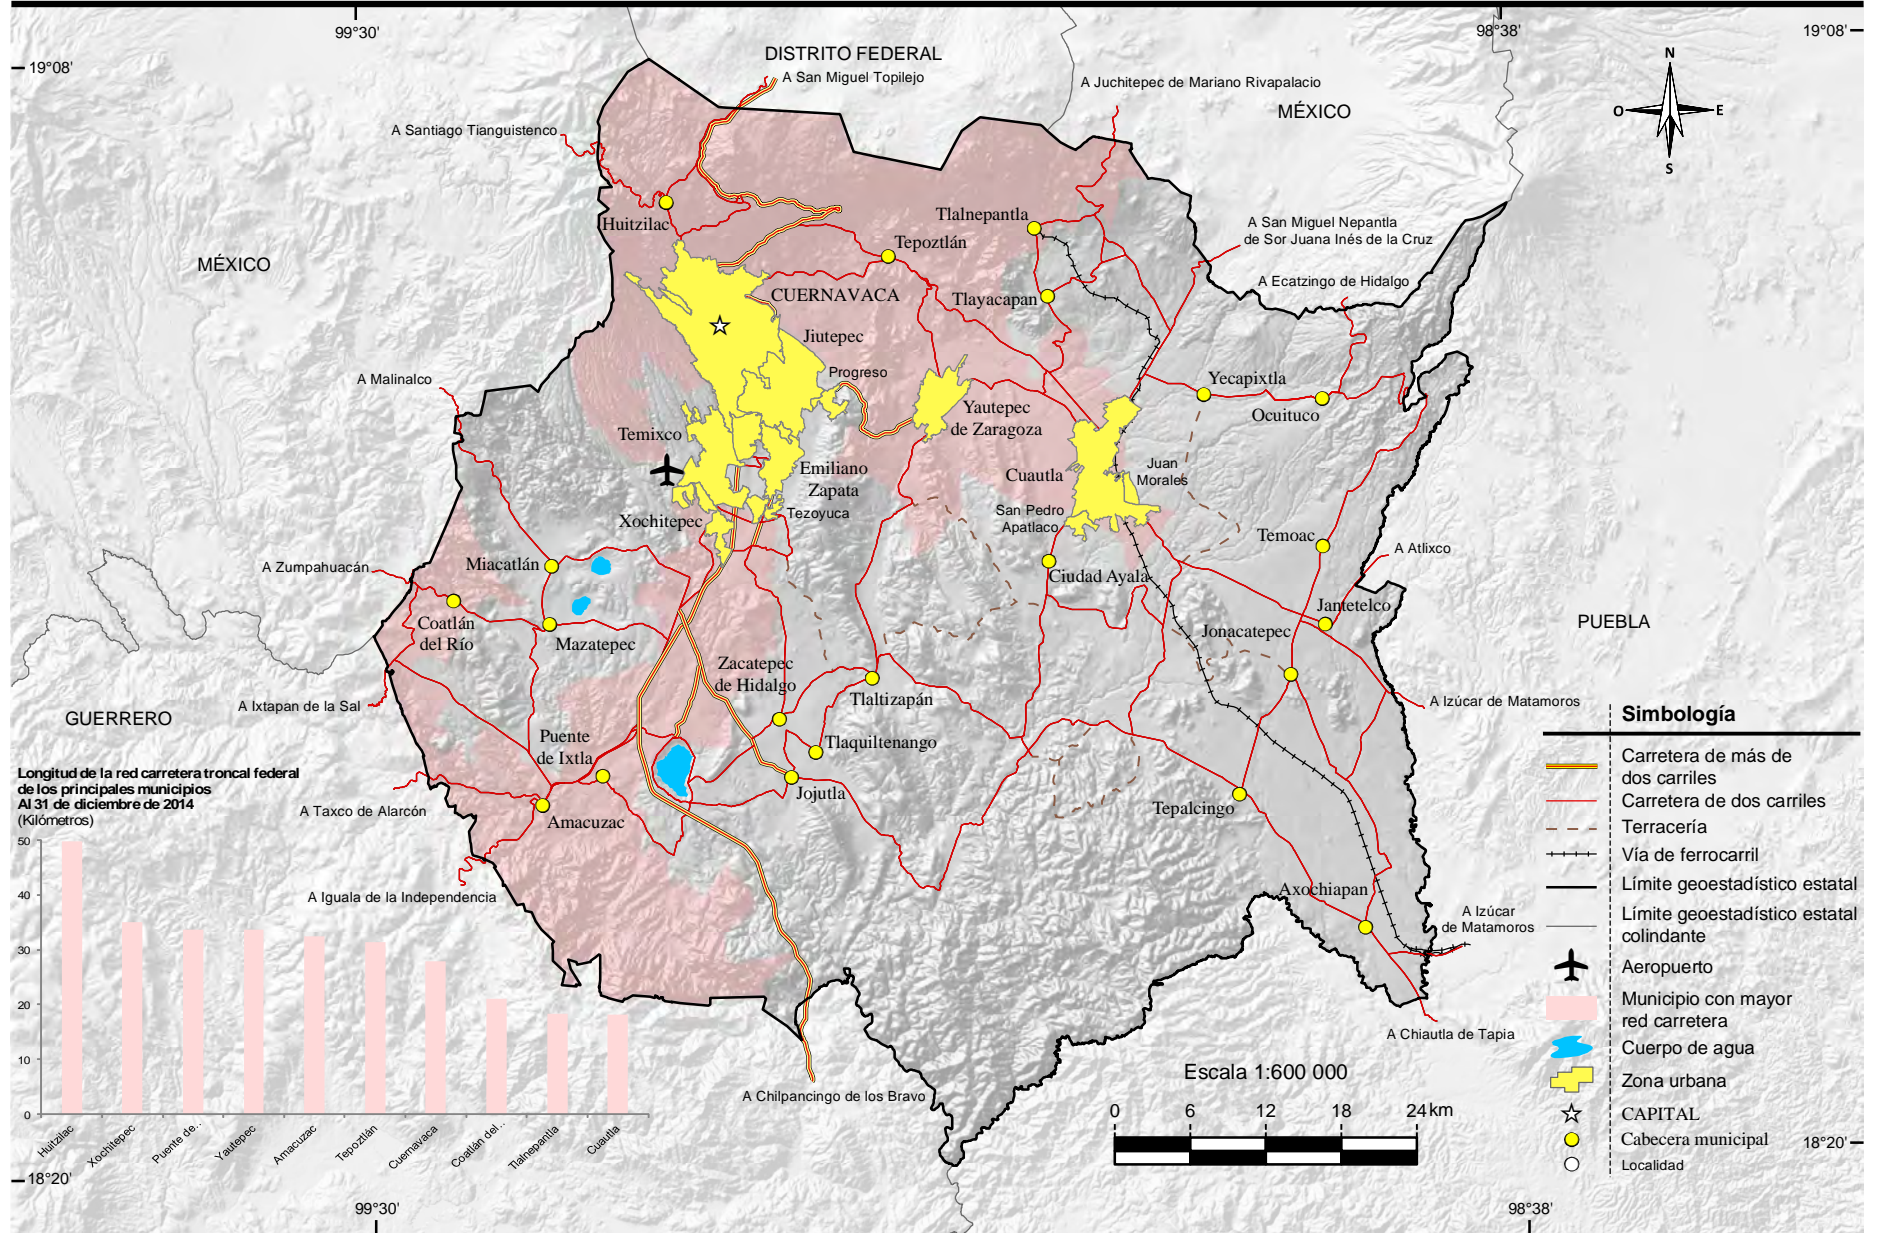 99°30'
98°38'
19°08'
19°08'
DISTRITO FEDERAL
A San Miguel Topilejo
A Juchitepec de Mariano Rivapalacio
MÉXICO
N
O
E
S
A Santiago Tianguistenco
Huitzilac
Tlalnepantla
Tepoztlán
A San Miguel Nepantla
de Sor Juana Inés de la Cruz
MÉXICO
A Ecatzingo de Hidalgo
CUERNAVACA
Tlayacapan
Jiutepec
Progreso
A Malinalco
Yecapixtla
Ocuituco
Yautepec
de Zaragoza
Temixco
Emiliano
Zapata
Cuautla
Juan
Morales
Xochitepec
Tezoyuca
San Pedro
Apatlaco
Temoac
A Atlixco
A Zumpahuacán
Miacatlán
Ciudad Ayala
Jantetelco
Coatlán
del Río
Mazatepec
Jonacatepec
PUEBLA
Zacatepec
de Hidalgo
Tlaltizapán
A Ixtapan de la Sal
A Izúcar de Matamoros
GUERRERO
Puente
de Ixtla
Tlaquiltenango
Jojutla
Tepalcingo
A Taxco de Alarcón
Amacuzac
A Iguala de la Independencia
Axochiapan
A Izúcar
de Matamoros
A Chiautla de Tapia
A Chilpancingo de los Bravo
Longitud de la red carretera troncal federal
de los principales municipios
Al 31 de diciembre de 2014
(Kilómetros)
50
40
30
20
10
0
Huitzilac
Xochitepec
Puente de..
Yautepec
Amacuzac
Tepoztlán
Cuernavaca
Coatlán del..
Tlalnepantla
Cuautla
Escala 1:600 000
0 6 12 18 24 km
Simbología
Carretera de más de
dos carriles
Carretera de dos carriles
Terracería
Vía de ferrocarril
Límite geoestadístico estatal
Límite geoestadístico estatal
colindante
Aeropuerto
Municipio con mayor
red carretera
Cuerpo de agua
Zona urbana
CAPITAL
Cabecera municipal
Localidad
18°20'
18°20'
99°30'
98°38'